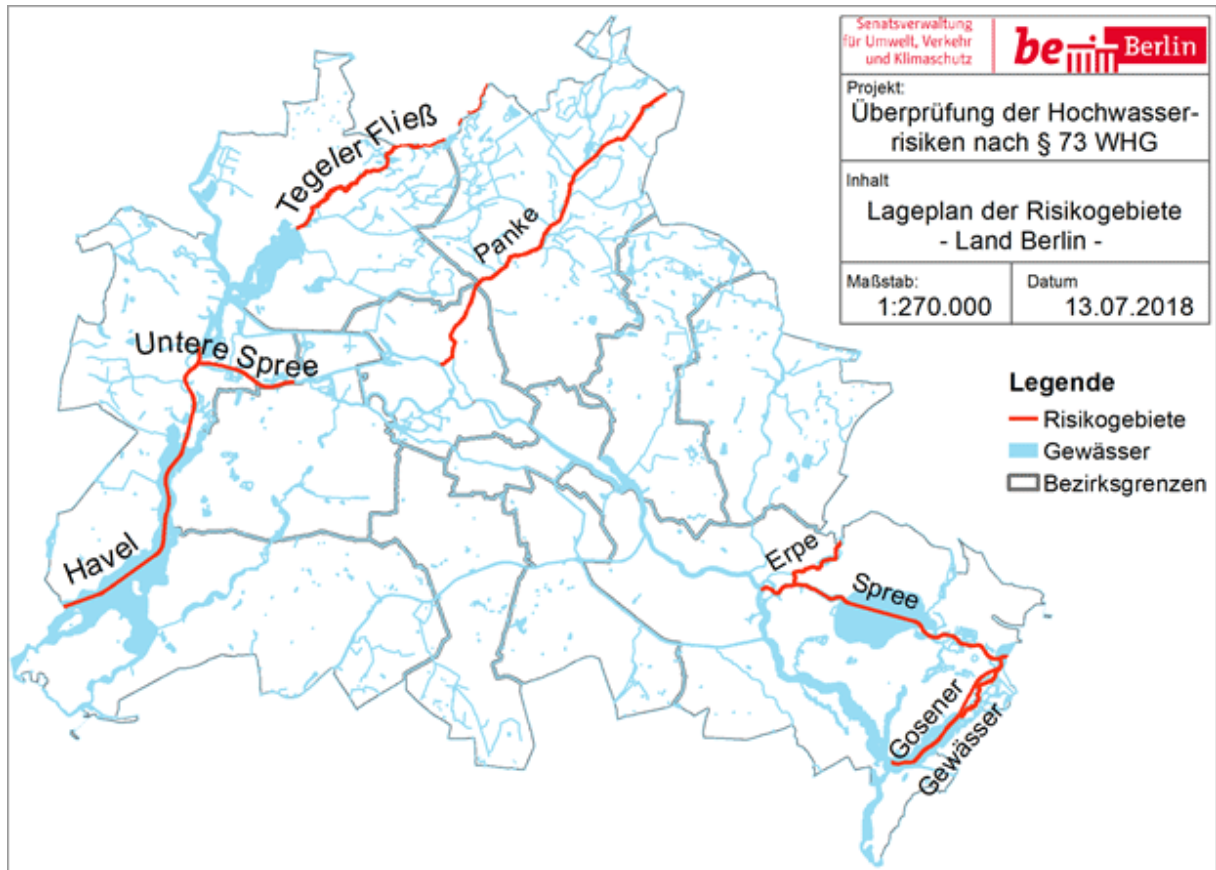 Senatsverwaltung
für Umwelt, Verkehr
und Klimaschutz
be Berlin
Projekt:
Überprüfung der Hochwasser-
risiken nach § 73 WHG
Inhalt
Lageplan der Risikogebiete
- Land Berlin -
Maßstab:
1:270.000
Datum
13.07.2018
Legende
Risikogebiete
Gewässer
Bezirksgrenzen
Tegeler Fließ
Panke
Untere Spree
Havel
Erpe
Spree
Gosener
Gewässer